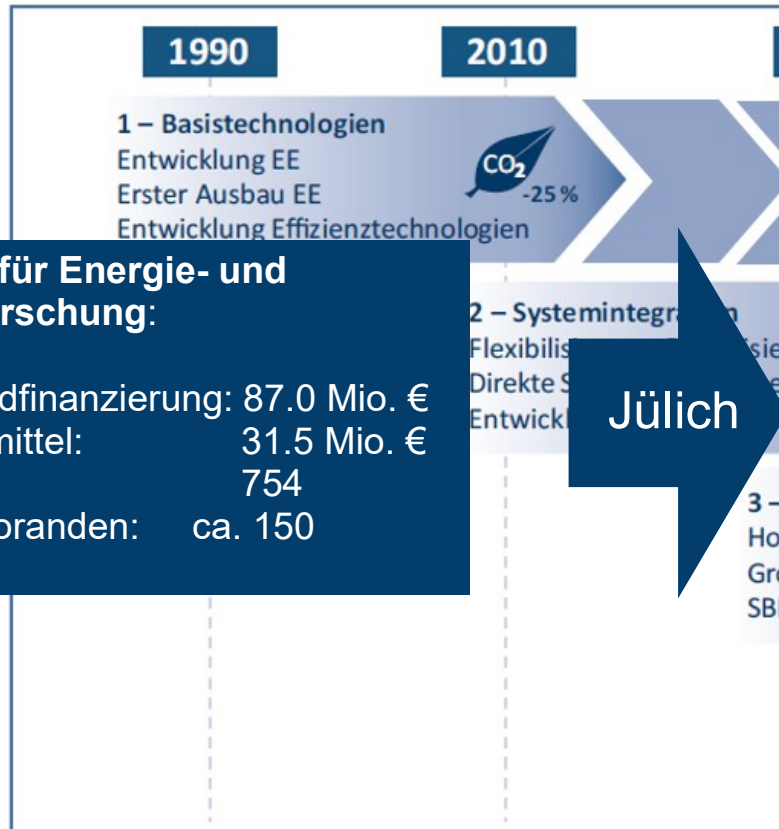 1990
2010
1 – Basistechnologien
Entwicklung EE
Erster Ausbau EE
Entwicklung Effizienztechnologien
CO₂
-25 %
für Energie- und
rschung:
dfinanzierung: 87.0 Mio. €
mittel: 31.5 Mio. €
754
oranden: ca. 150
2 – Systemintegra
Flexibilis
Direkte S
Entwickl
Jülich
3 –
Ho
Gr
SB